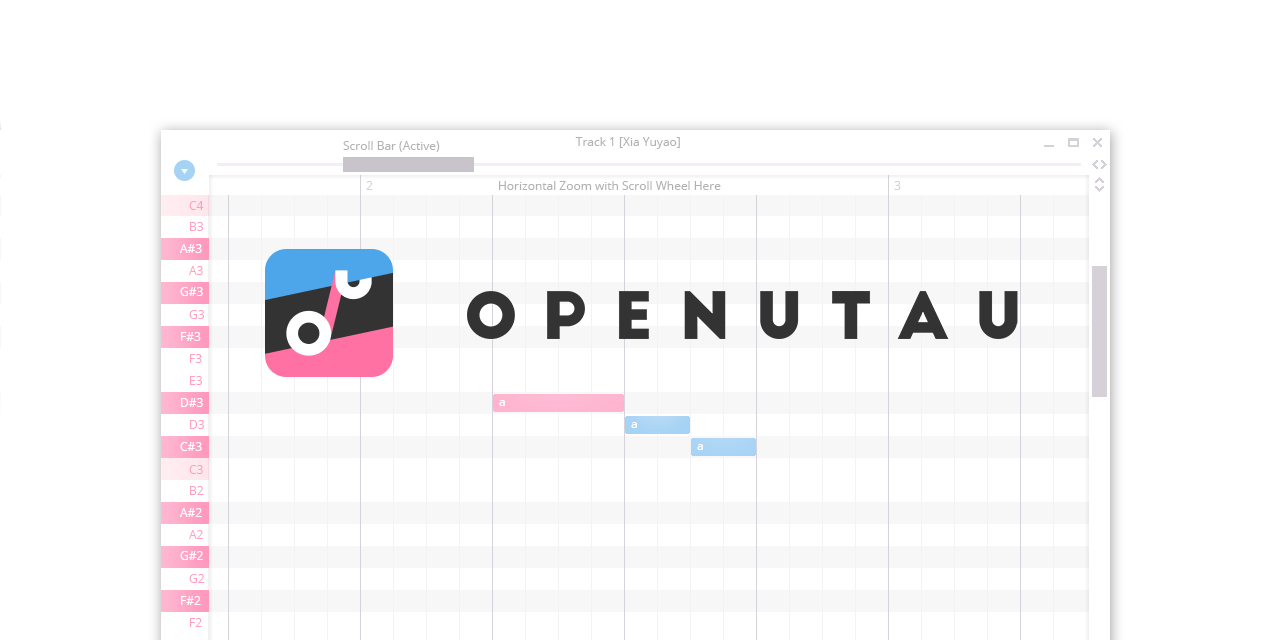 Track 1 [Xia Yuyao]
Scroll Bar (Active)
2 Horizontal Zoom with Scroll Wheel Here 3
C4
B3
A#3
A3
G#3
G3
F#3
F3
E3
D#3
D3
C#3
C3
B2
A#2
A2
G#2
G2
F#2
F2
OPENUTAU
a
a
a